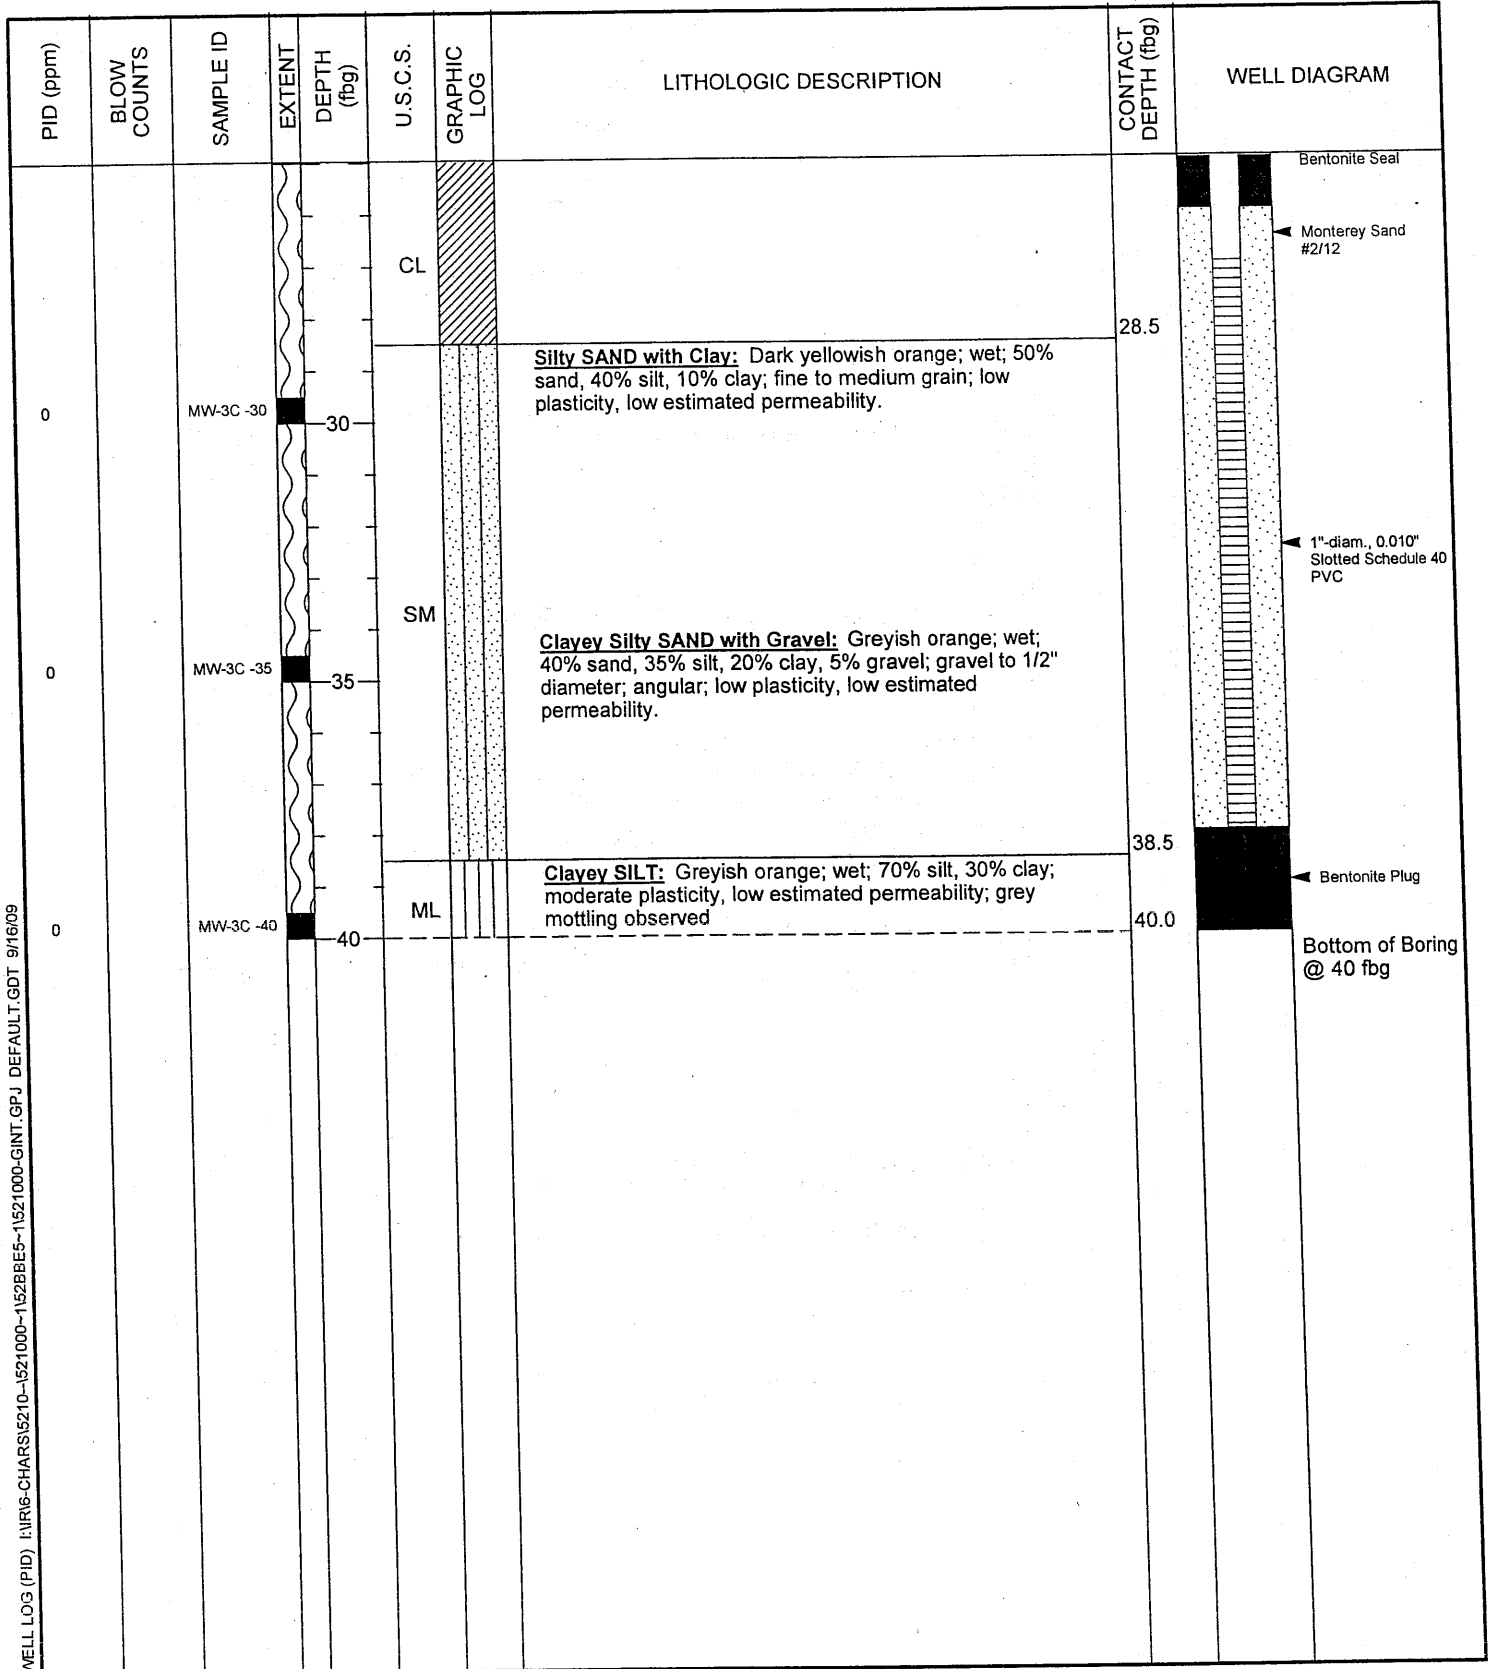 PID (ppm)
BLOW
COUNTS
SAMPLE ID
EXTENT
DEPTH
(fbg)
U.S.C.S.
GRAPHIC
LOG
LITHOLOGIC DESCRIPTION
CONTACT
DEPTH (fbg)
WELL DIAGRAM
Bentonite Seal
Monterey Sand
#2/12
CL
28.5
Silty SAND with Clay: Dark yellowish orange; wet; 50%
sand, 40% silt, 10% clay; fine to medium grain; low
plasticity, low estimated permeability.
0
MW-3C -30
30
1"-diam., 0.010"
Slotted Schedule 40
PVC
SM
Clayey Silty SAND with Gravel: Greyish orange; wet;
40% sand, 35% silt, 20% clay, 5% gravel; gravel to 1/2"
diameter; angular; low plasticity, low estimated
permeability.
0
MW-3C -35
35
38.5
Clayey SILT: Greyish orange; wet; 70% silt, 30% clay;
moderate plasticity, low estimated permeability; grey
mottling observed
Bentonite Plug
ML
0
MW-3C -40
40
40.0
Bottom of Boring
@ 40 fbg
WELL LOG (PID) I:\IR\6-CHARS\5210--\521000~1\52BBE5~1\521000-GINT.GPJ DEFAULT.GDT 9/16/09